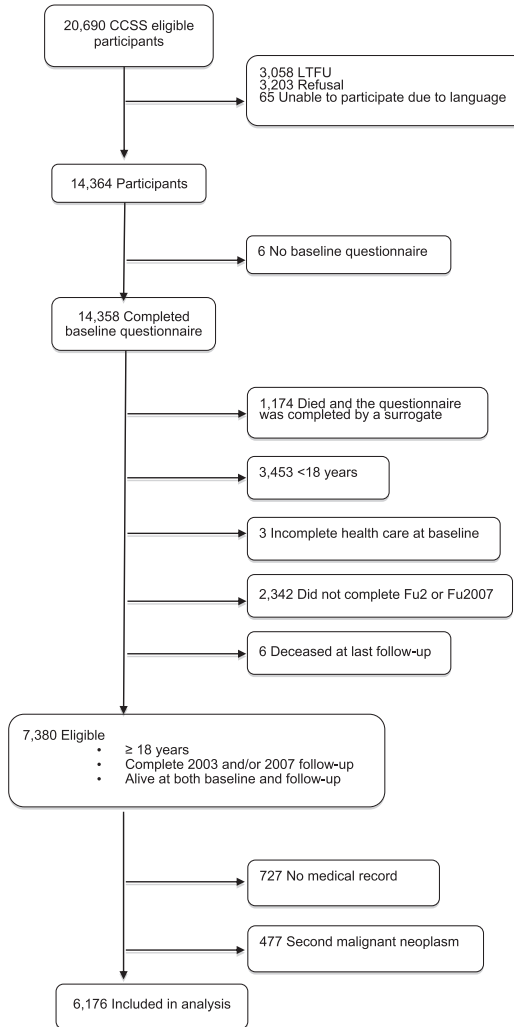 20,690 CCSS eligible
participants
3,058 LTFU
3,203 Refusal
65 Unable to participate due to language
14,364 Participants
6 No baseline questionnaire
14,358 Completed
baseline questionnaire
1,174 Died and the questionnaire
was completed by a surrogate
3,453 <18 years
3 Incomplete health care at baseline
2,342 Did not complete Fu2 or Fu2007
6 Deceased at last follow-up
7,380 Eligible
• ≥ 18 years
• Complete 2003 and/or 2007 follow-up
• Alive at both baseline and follow-up
727 No medical record
477 Second malignant neoplasm
6,176 Included in analysis